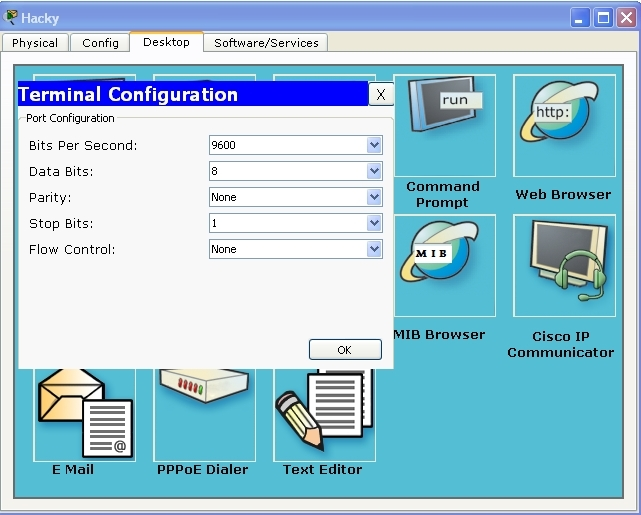 Hacky
Physical Config Desktop Software/Services
Terminal Configuration X
Port Configuration
Bits Per Second: 9600
Data Bits: 8
Parity: None
Stop Bits: 1
Flow Control: None
OK
run
Command
Prompt
http:
Web Browser
MIB
MIB Browser
Cisco IP
Communicator
@
E Mail
PPPoE Dialer
Text Editor